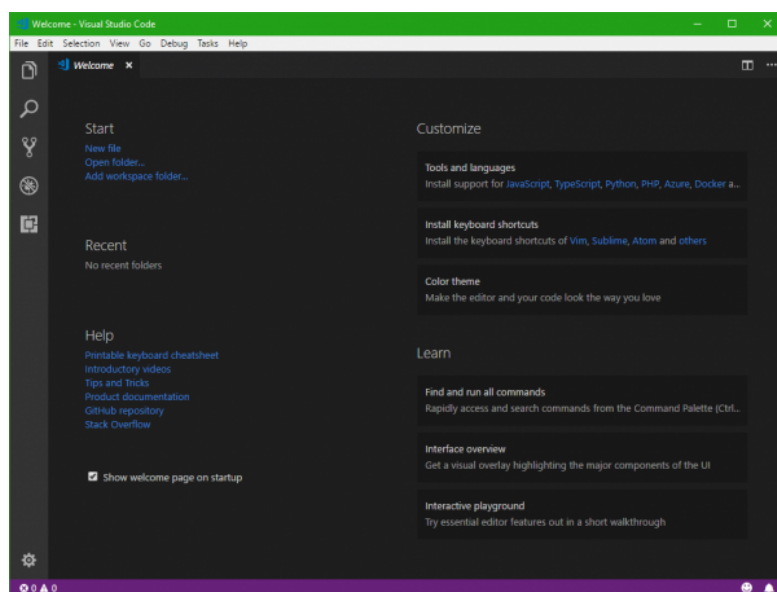 Welcome - Visual Studio Code
File Edit Selection View Go Debug Tasks Help
Welcome
Start
New file
Open folder...
Add workspace folder...
Recent
No recent folders
Help
Printable keyboard cheatsheet
Introductory videos
Tips and Tricks
Product documentation
GitHub repository
Stack Overflow
Show welcome page on startup
Customize
Tools and languages
Install support for JavaScript, TypeScript, Python, PHP, Azure, Docker a...
Install keyboard shortcuts
Install the keyboard shortcuts of Vim, Sublime, Atom and others
Color theme
Make the editor and your code look the way you love
Learn
Find and run all commands
Rapidly access and search commands from the Command Palette (Ctrl...
Interface overview
Get a visual overlay highlighting the major components of the UI
Interactive playground
Try essential editor features out in a short walkthrough
0 0